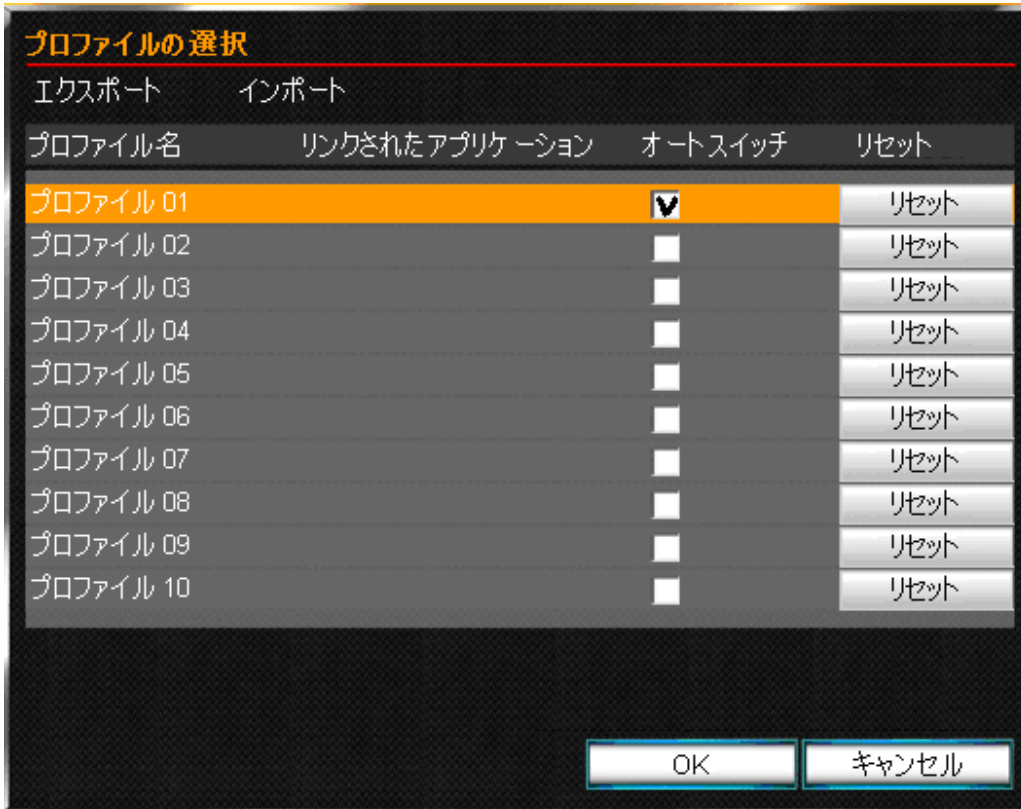 プロファイルの選択
エクスポート インポート
プロファイル名 リンクされたアプリケーション オートスイッチ リセット
プロファイル 01 リセット
プロファイル 02 リセット
プロファイル 03 リセット
プロファイル 04 リセット
プロファイル 05 リセット
プロファイル 06 リセット
プロファイル 07 リセット
プロファイル 08 リセット
プロファイル 09 リセット
プロファイル 10 リセット
OK キャンセル